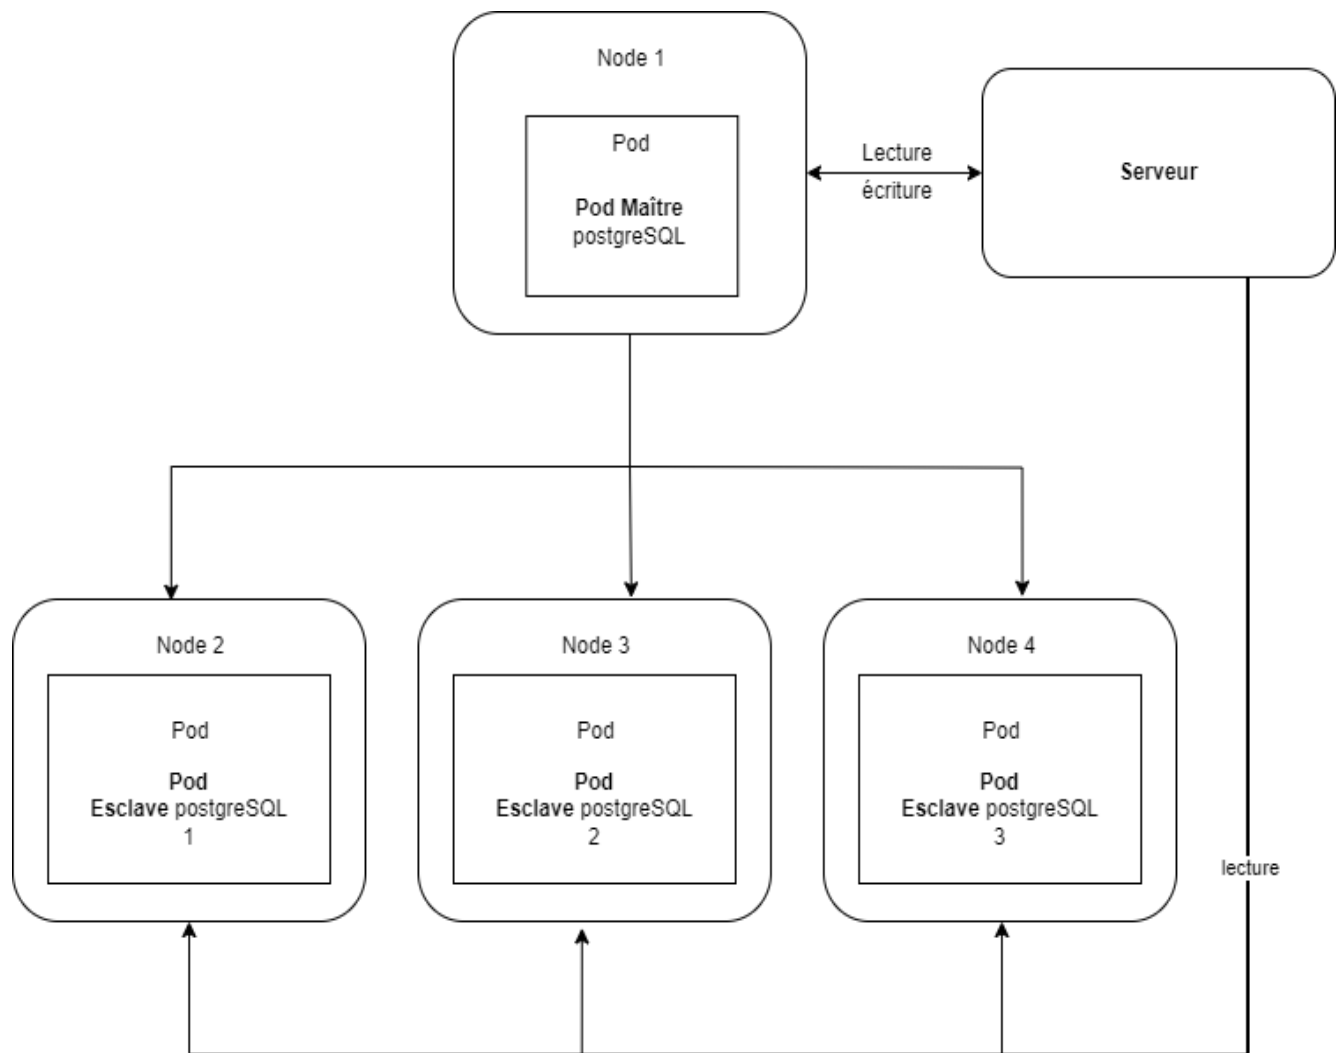 Node 1
Pod
Pod Maître
postgreSQL
Lecture
écriture
Serveur
Node 2
Pod
Pod
Esclave postgreSQL
1
Node 3
Pod
Pod
Esclave postgreSQL
2
Node 4
Pod
Pod
Esclave postgreSQL
3
lecture